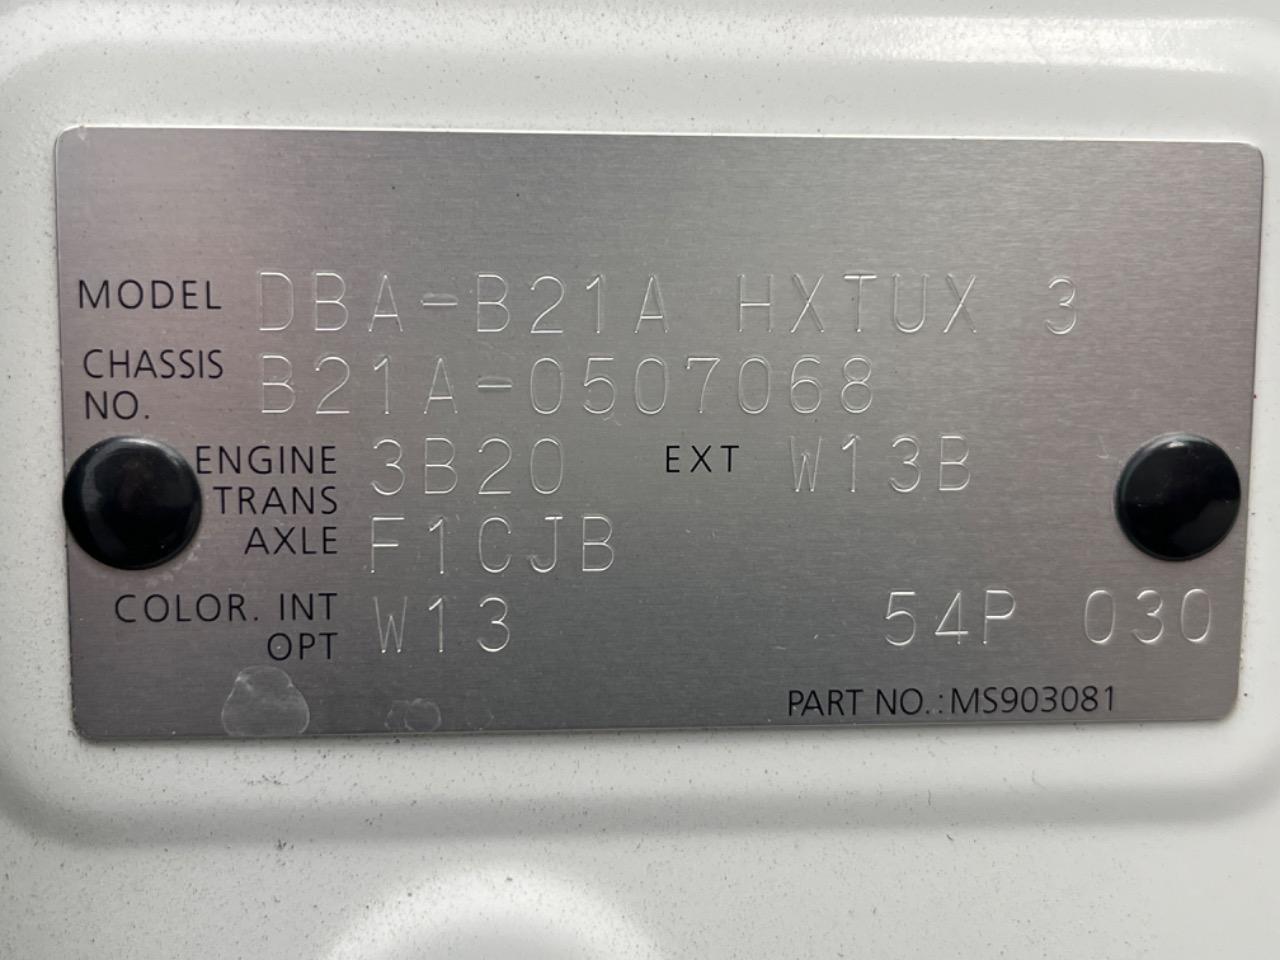 MODEL DBA-B21A HXTUX 3
CHASSIS NO. B21A-0507068
ENGINE 3B20 EXT W13B
TRANS AXLE F1CJB
COLOR. INT OPT W13 54P 030
PART NO.:MS903081